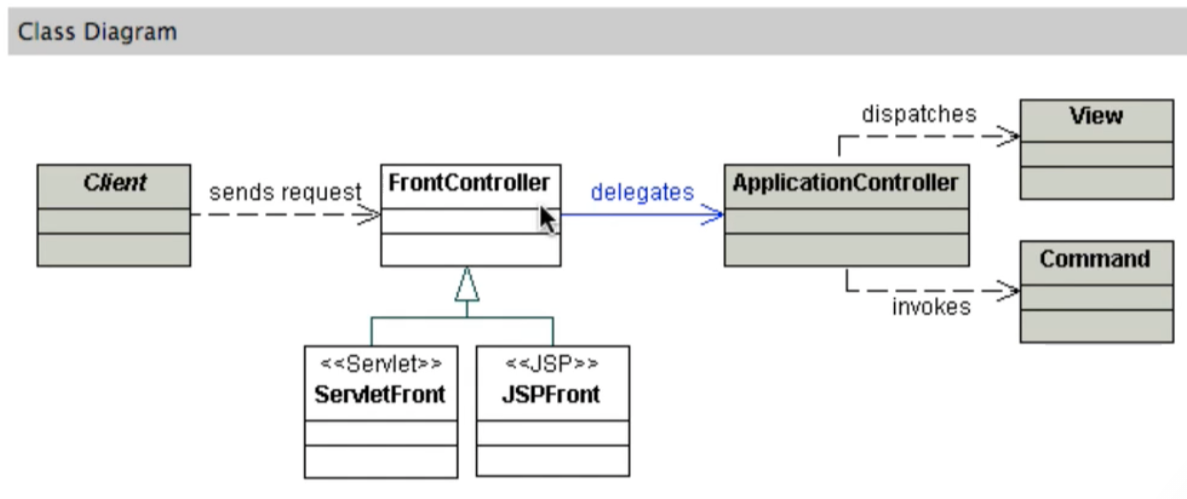 Class Diagram
dispatches
View
Client
sends request
FrontController
delegates
ApplicationController
Command
invokes
<<Servlet>>
ServletFront
<<JSP>>
JSPFront